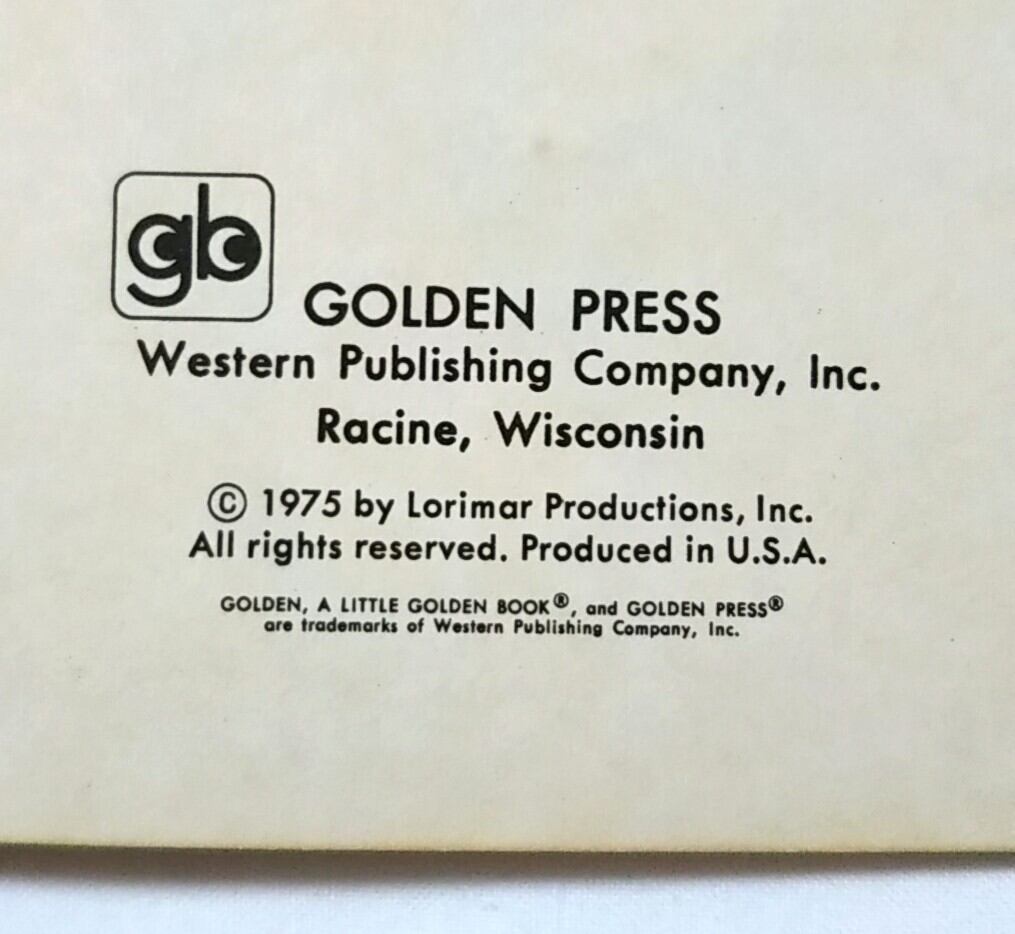 gb
GOLDEN PRESS
Western Publishing Company, Inc.
Racine, Wisconsin
© 1975 by Lorimar Productions, Inc.
All rights reserved. Produced in U.S.A.
GOLDEN, A LITTLE GOLDEN BOOK®, and GOLDEN PRESS®
are trademarks of Western Publishing Company, Inc.